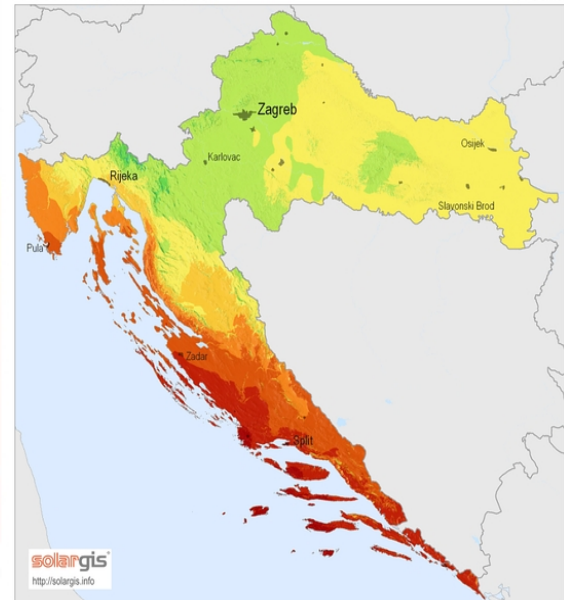 Zagreb
Osijek
Karlovac
Rijeka
Slavonski Brod
Pula
Zadar
Split
solargis
http://solargis.info